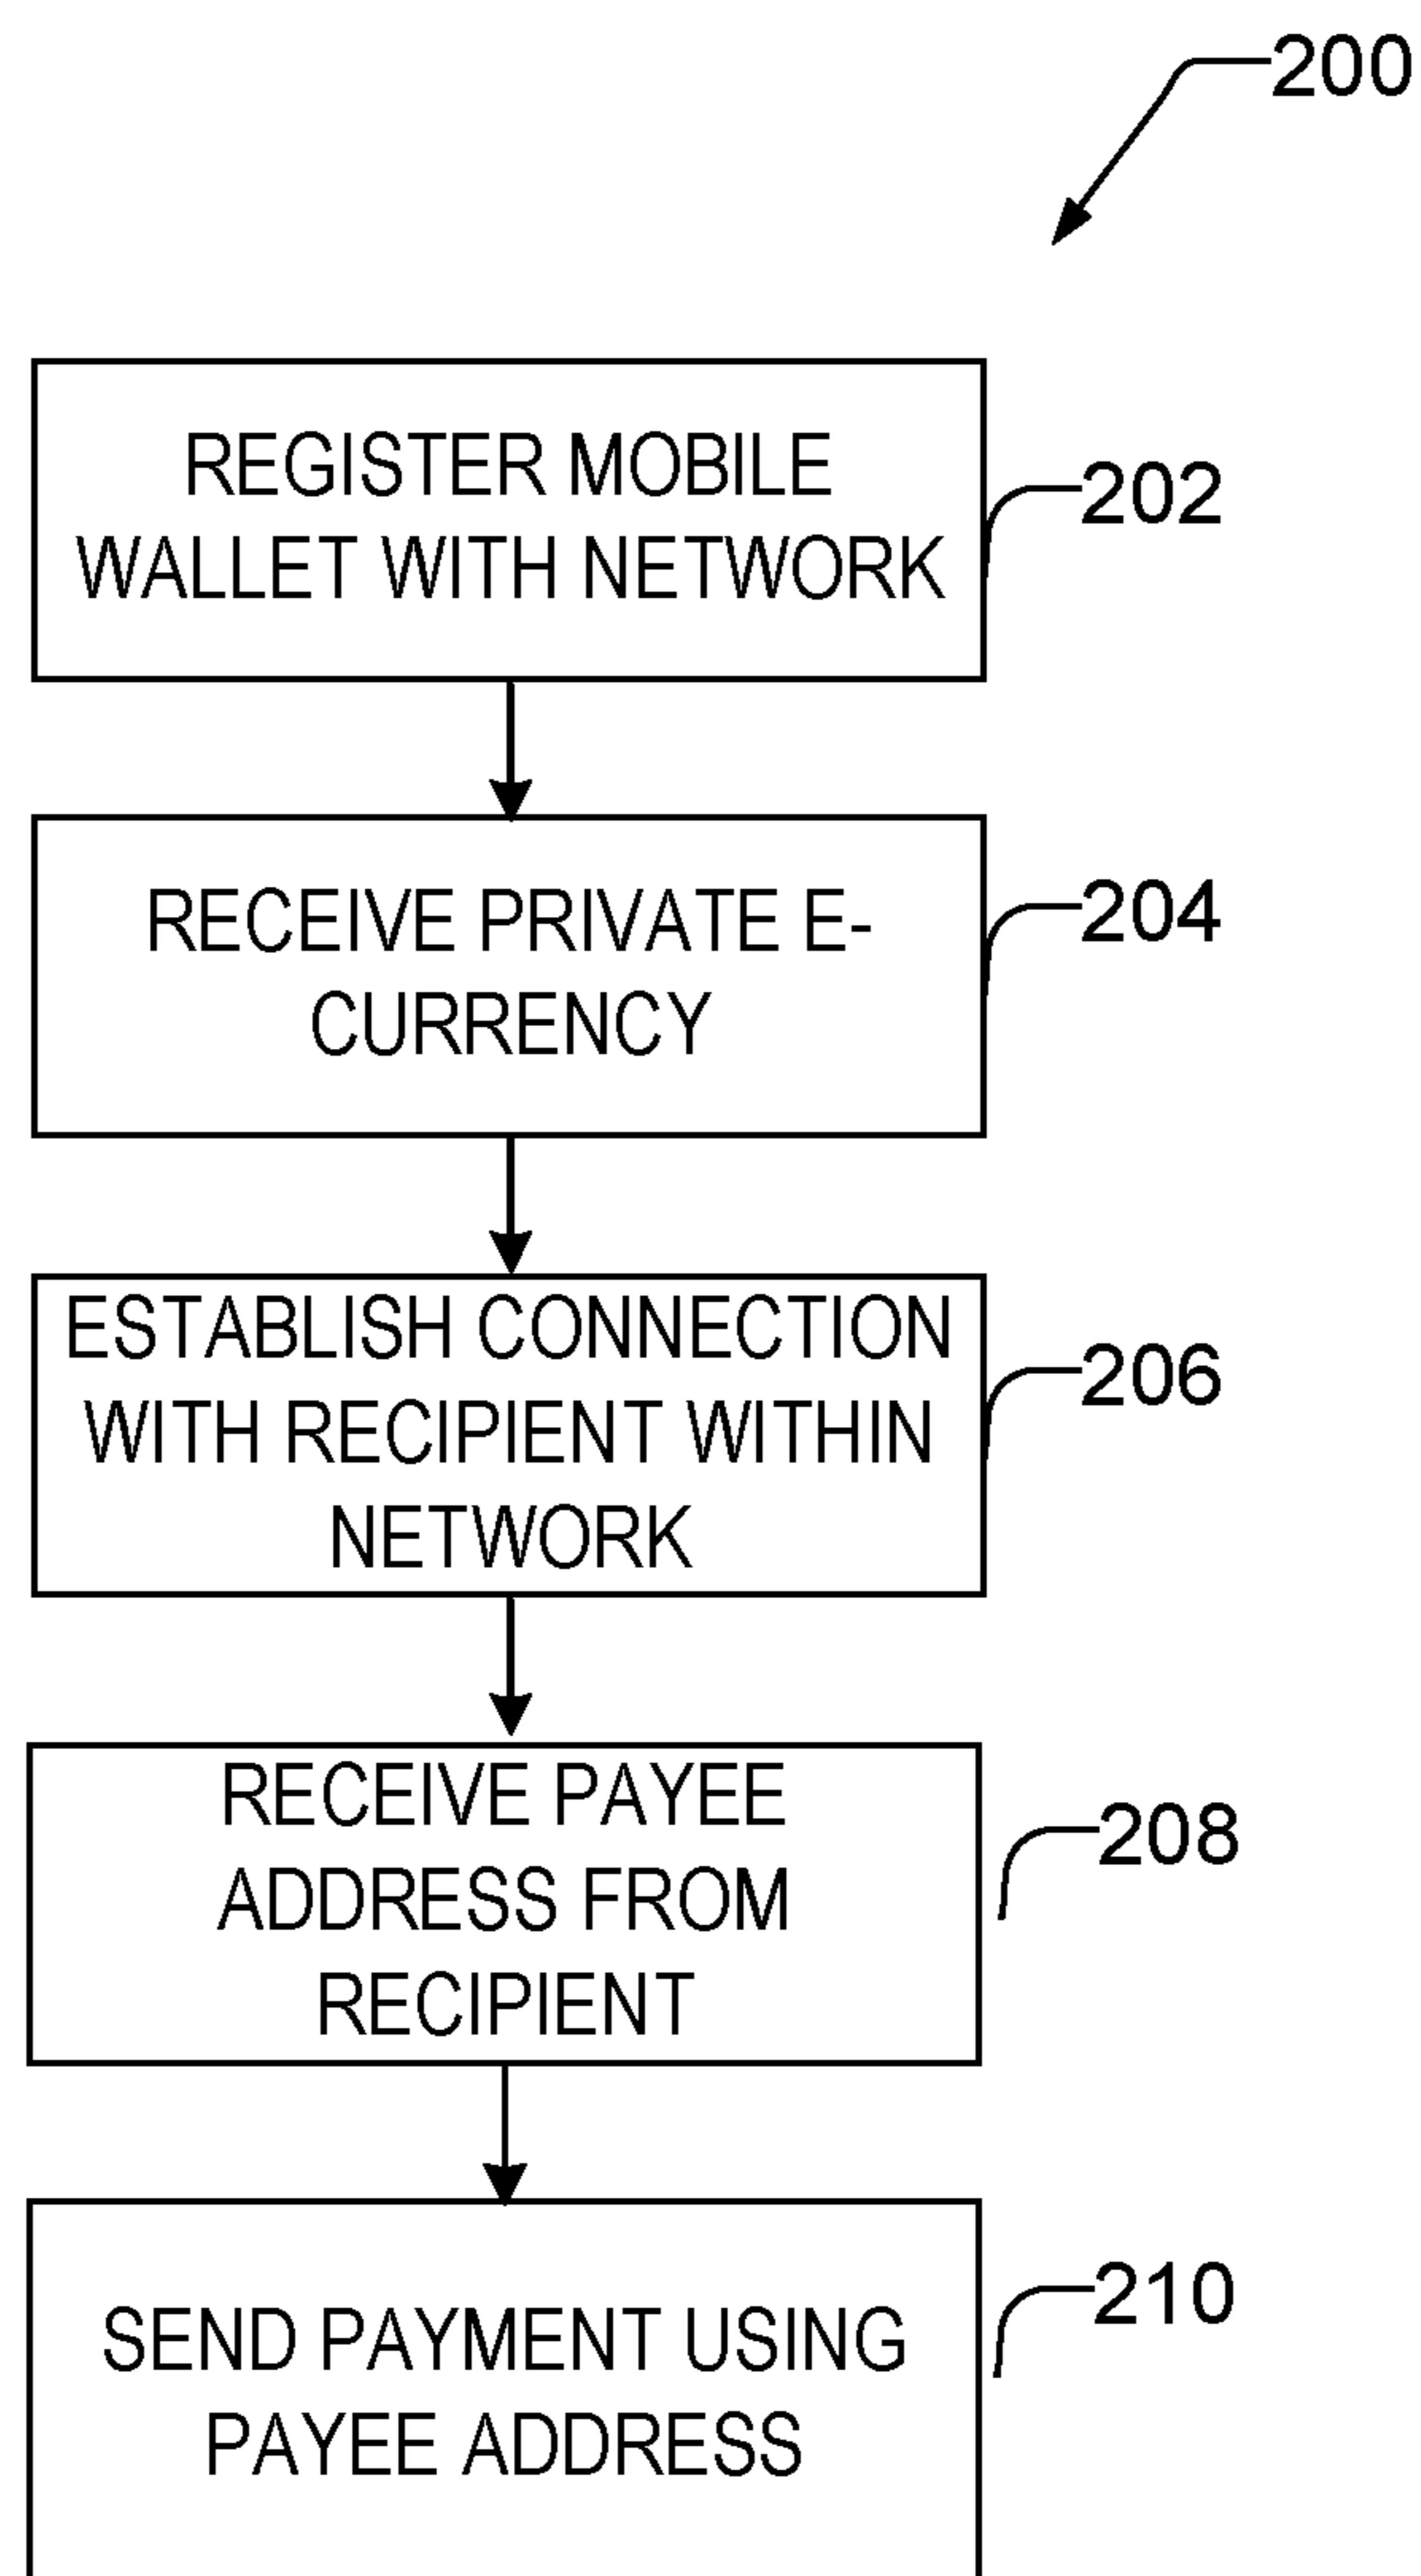 200
REGISTER MOBILE
WALLET WITH NETWORK
202
RECEIVE PRIVATE E-
CURRENCY
204
ESTABLISH CONNECTION
WITH RECIPIENT WITHIN
NETWORK
206
RECEIVE PAYEE
ADDRESS FROM
RECIPIENT
208
SEND PAYMENT USING
PAYEE ADDRESS
210